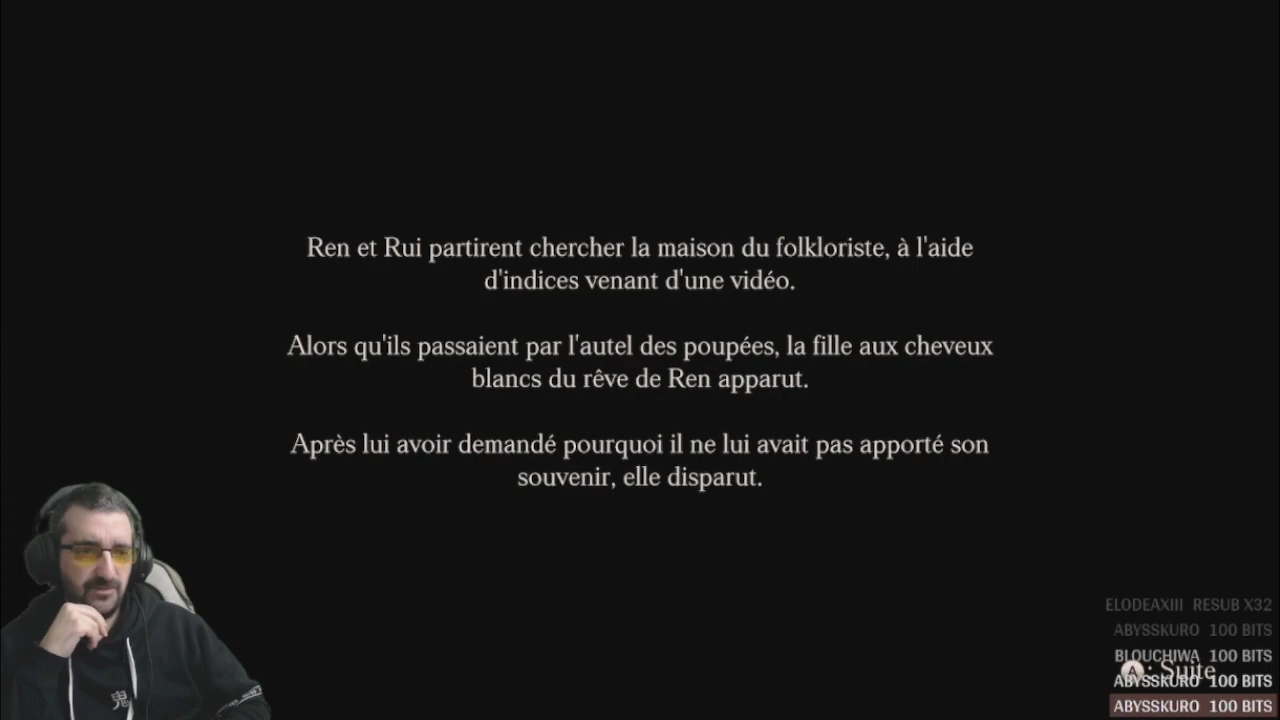 Ren et Rui partirent chercher la maison du folkloriste, à l'aide
d'indices venant d'une vidéo.
Alors qu'ils passaient par l'autel des poupées, la fille aux cheveux
blancs du rêve de Ren apparut.
Après lui avoir demandé pourquoi il ne lui avait pas apporté son
souvenir, elle disparut.
鬼
ELODEAXIII RESUB X32
ABYSSKURO 100 BITS
BLOUCHIWA 100 BITS
A : Suite
ABYSSKURO 100 BITS
ABYSSKURO 100 BITS